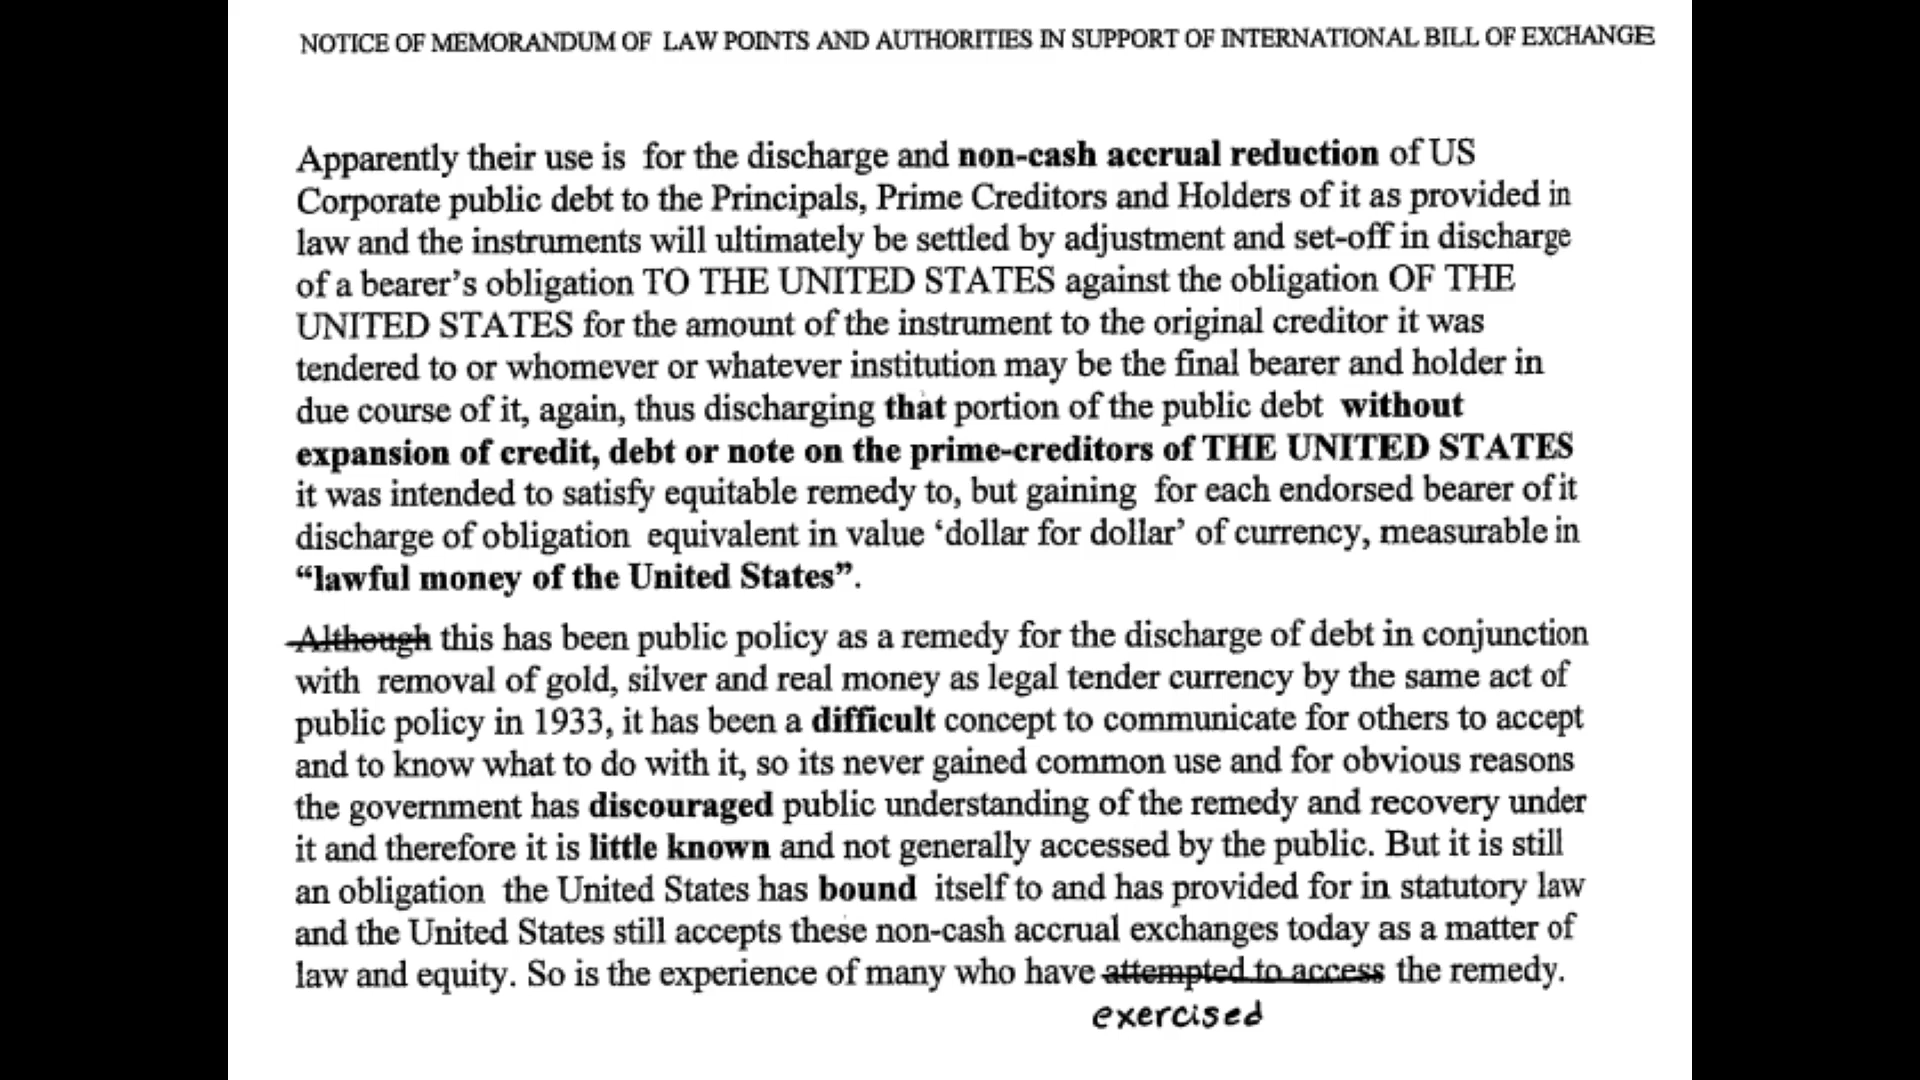 NOTICE OF MEMORANDUM OF LAW POINTS AND AUTHORITIES IN SUPPORT OF INTERNATIONAL BILL OF EXCHANGE
Apparently their use is for the discharge and non-cash accrual reduction of US
Corporate public debt to the Principals, Prime Creditors and Holders of it as provided in
law and the instruments will ultimately be settled by adjustment and set-off in discharge
of a bearer's obligation TO THE UNITED STATES against the obligation OF THE
UNITED STATES for the amount of the instrument to the original creditor it was
tendered to or whomever or whatever institution may be the final bearer and holder in
due course of it, again, thus discharging that portion of the public debt without
expansion of credit, debt or note on the prime-creditors of THE UNITED STATES
it was intended to satisfy equitable remedy to, but gaining for each endorsed bearer of it
discharge of obligation equivalent in value ‘dollar for dollar’ of currency, measurable in
“lawful money of the United States”.
Although this has been public policy as a remedy for the discharge of debt in conjunction
with removal of gold, silver and real money as legal tender currency by the same act of
public policy in 1933, it has been a difficult concept to communicate for others to accept
and to know what to do with it, so its never gained common use and for obvious reasons
the government has discouraged public understanding of the remedy and recovery under
it and therefore it is little known and not generally accessed by the public. But it is still
an obligation the United States has bound itself to and has provided for in statutory law
and the United States still accepts these non-cash accrual exchanges today as a matter of
law and equity. So is the experience of many who have attempted to access the remedy.
exercised